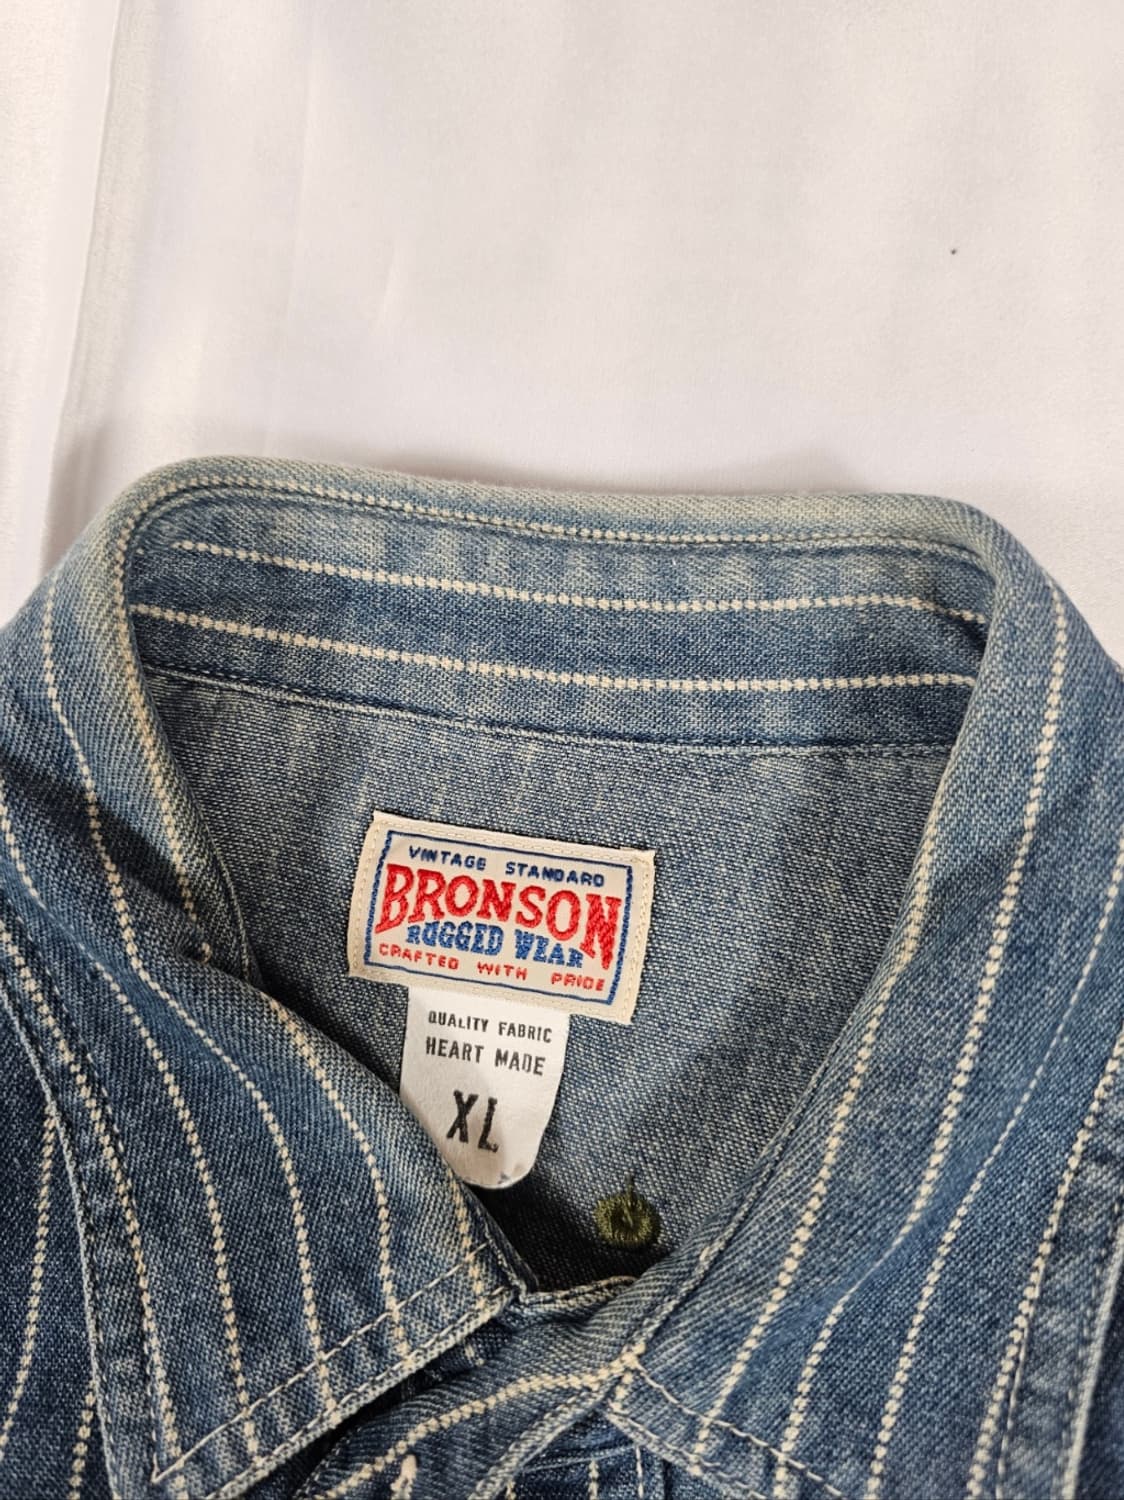 VINTAGE STANDARD
BRONSON
RUGGED WEAR
CRAFTED WITH PRIDE
QUALITY FABRIC
HEART MADE
XL